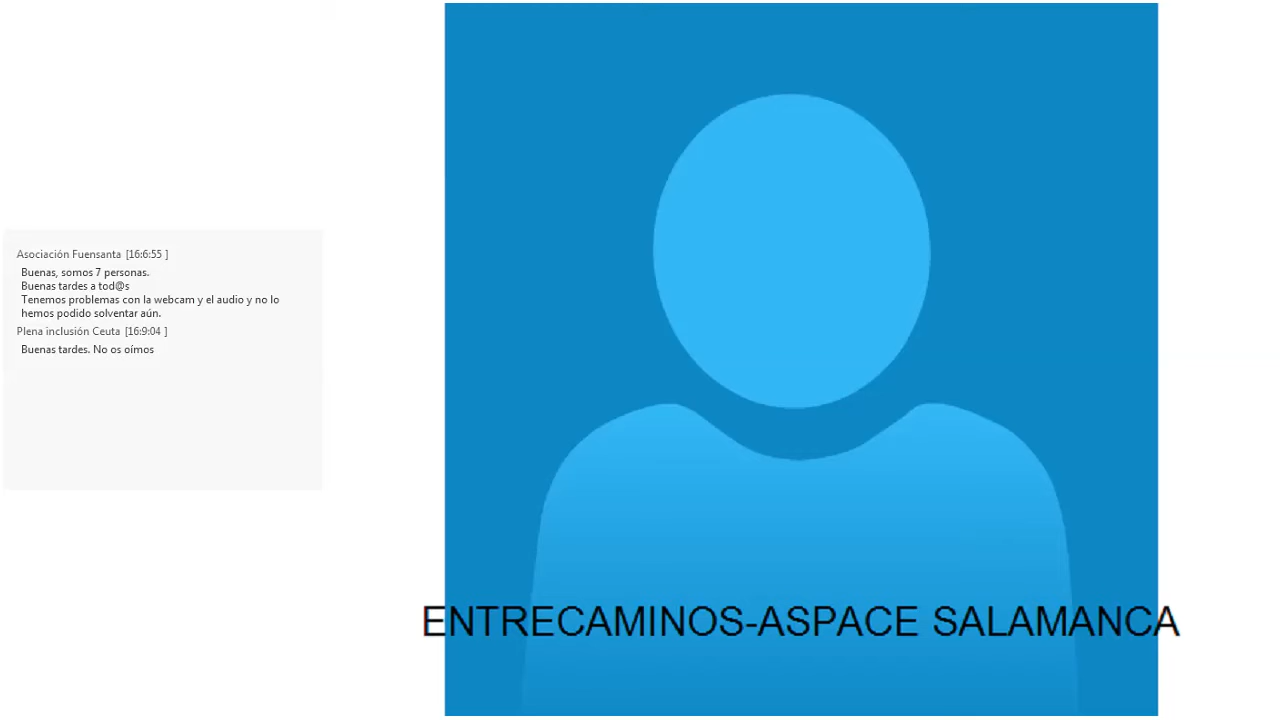 Asociación Fuensanta [16:6:55 ]
Buenas, somos 7 personas.
Buenas tardes a tod@s
Tenemos problemas con la webcam y el audio y no lo
hemos podido solventar aún.
Plena inclusión Ceuta [16:9:04 ]
Buenas tardes. No os oímos
ENTRECAMINOS-ASPACE SALAMANCA